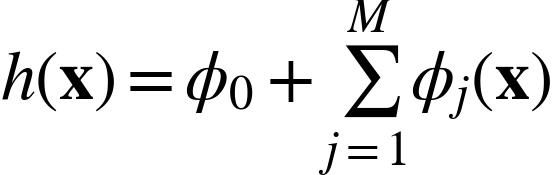 h(𝐱) = ϕ₀ + ∑_{j=1}^{M} ϕⱼ(𝐱)